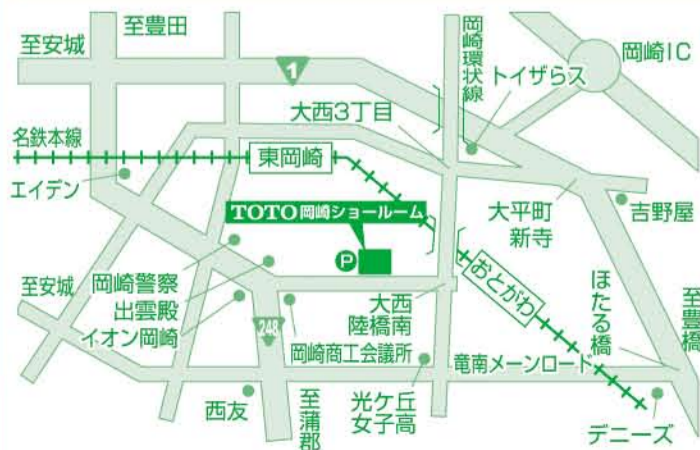 至豊田
至安城
1
岡崎環状線
岡崎IC
トイザらス
大西3丁目
名鉄本線
東岡崎
エイデン
TOTO岡崎ショールーム
大平町
新寺
吉野屋
P
岡崎警察
出雲殿
イオン岡崎
至安城
248
岡崎商工会議所
大西
陸橋南
おとがわ
ほたる橋
至豊橋
竜南メーンロード
西友
至蒲郡
光ケ丘
女子高
デニーズ